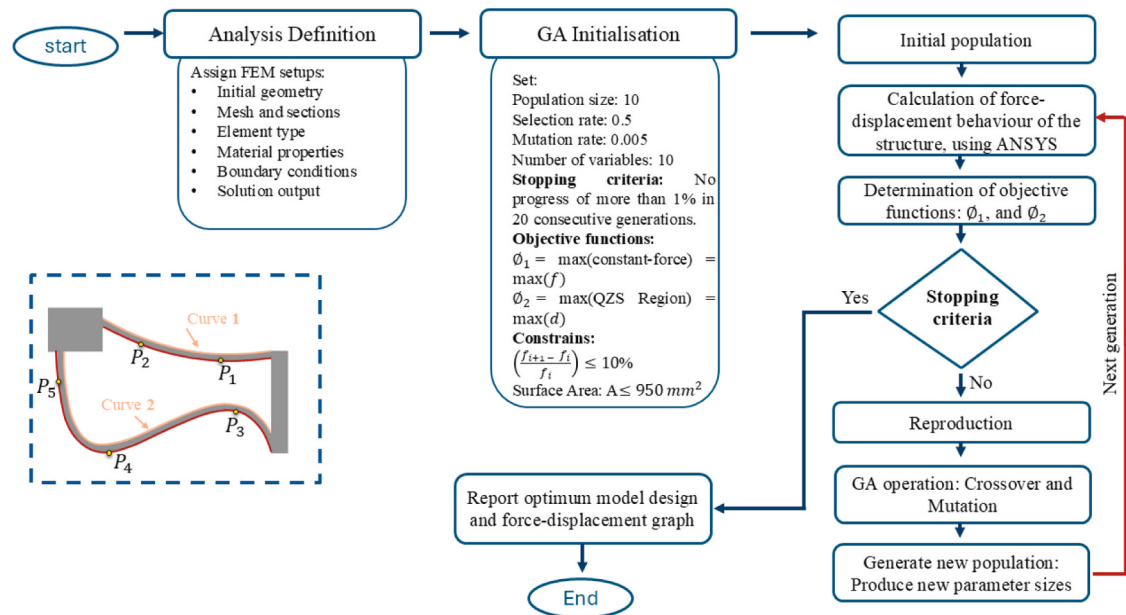 start
Analysis Definition
Assign FEM setups:
• Initial geometry
• Mesh and sections
• Element type
• Material properties
• Boundary conditions
• Solution output
GA Initialisation
Set:
Population size: 10
Selection rate: 0.5
Mutation rate: 0.005
Number of variables: 10
Stopping criteria: No
progress of more than 1% in
20 consecutive generations.
Objective functions:
∅₁ = max(constant-force) =
max(f)
∅₂ = max(QZS Region) =
max(d)
Constrains:
((fᵢ₊₁ − fᵢ)/fᵢ) ≤ 10%
Surface Area: A≤ 950 mm²
Initial population
Calculation of force-
displacement behaviour of
the structure, using ANSYS
Determination of objective
functions: ∅₁, and ∅₂
Stopping
criteria
Yes
No
Next generation
Reproduction
GA operation: Crossover and
Mutation
Generate new population:
Produce new parameter sizes
Report optimum model design
and force-displacement graph
End
Curve 1
P₂
P₁
P₅
Curve 2
P₃
P₄